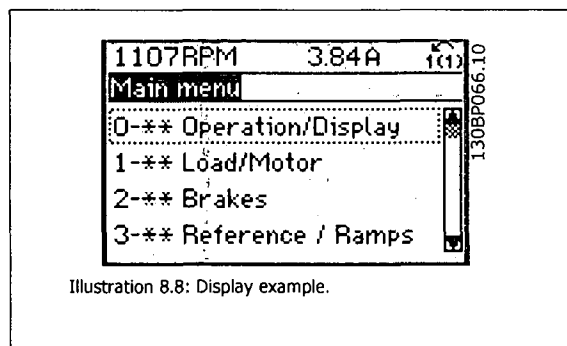 1107RPM 3.84A 1(1)
Main menu
0-** Operation/Display
1-** Load/Motor
2-** Brakes
3-** Reference / Ramps
130BP066.10
Illustration 8.8: Display example.